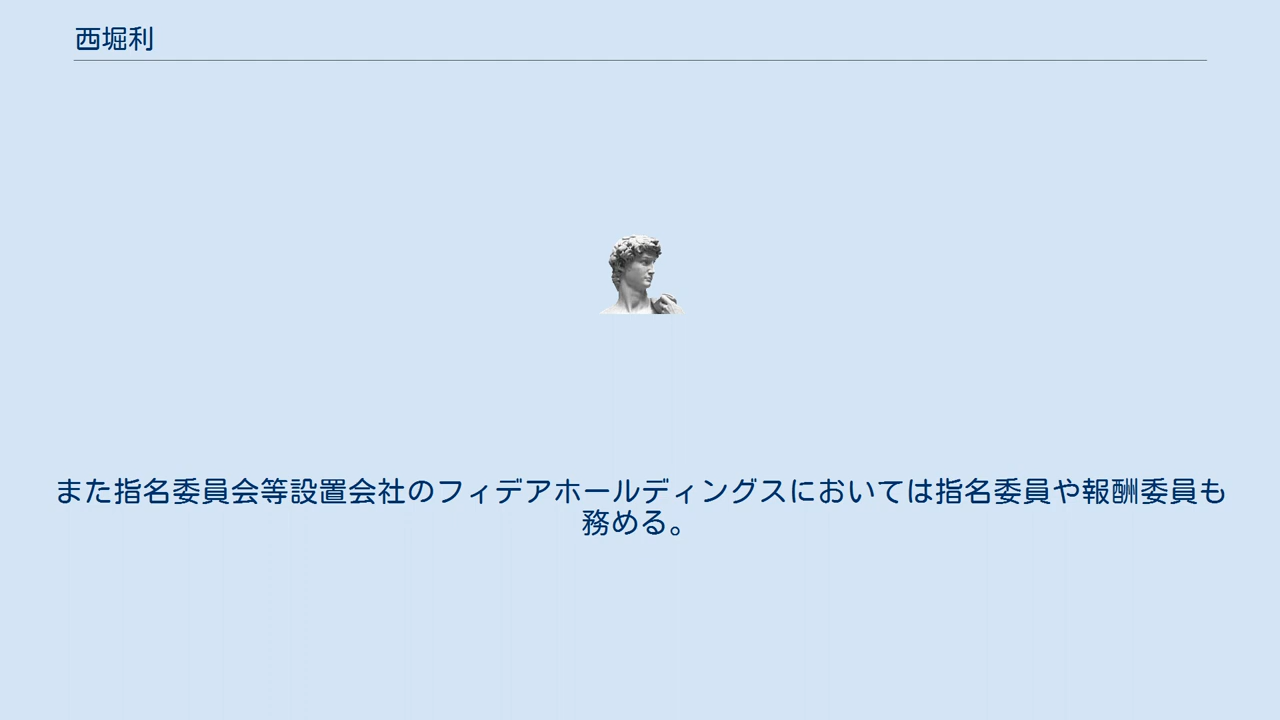 西堀利
また指名委員会等設置会社のフィデアホールディングスにおいては指名委員や報酬委員も
務める。